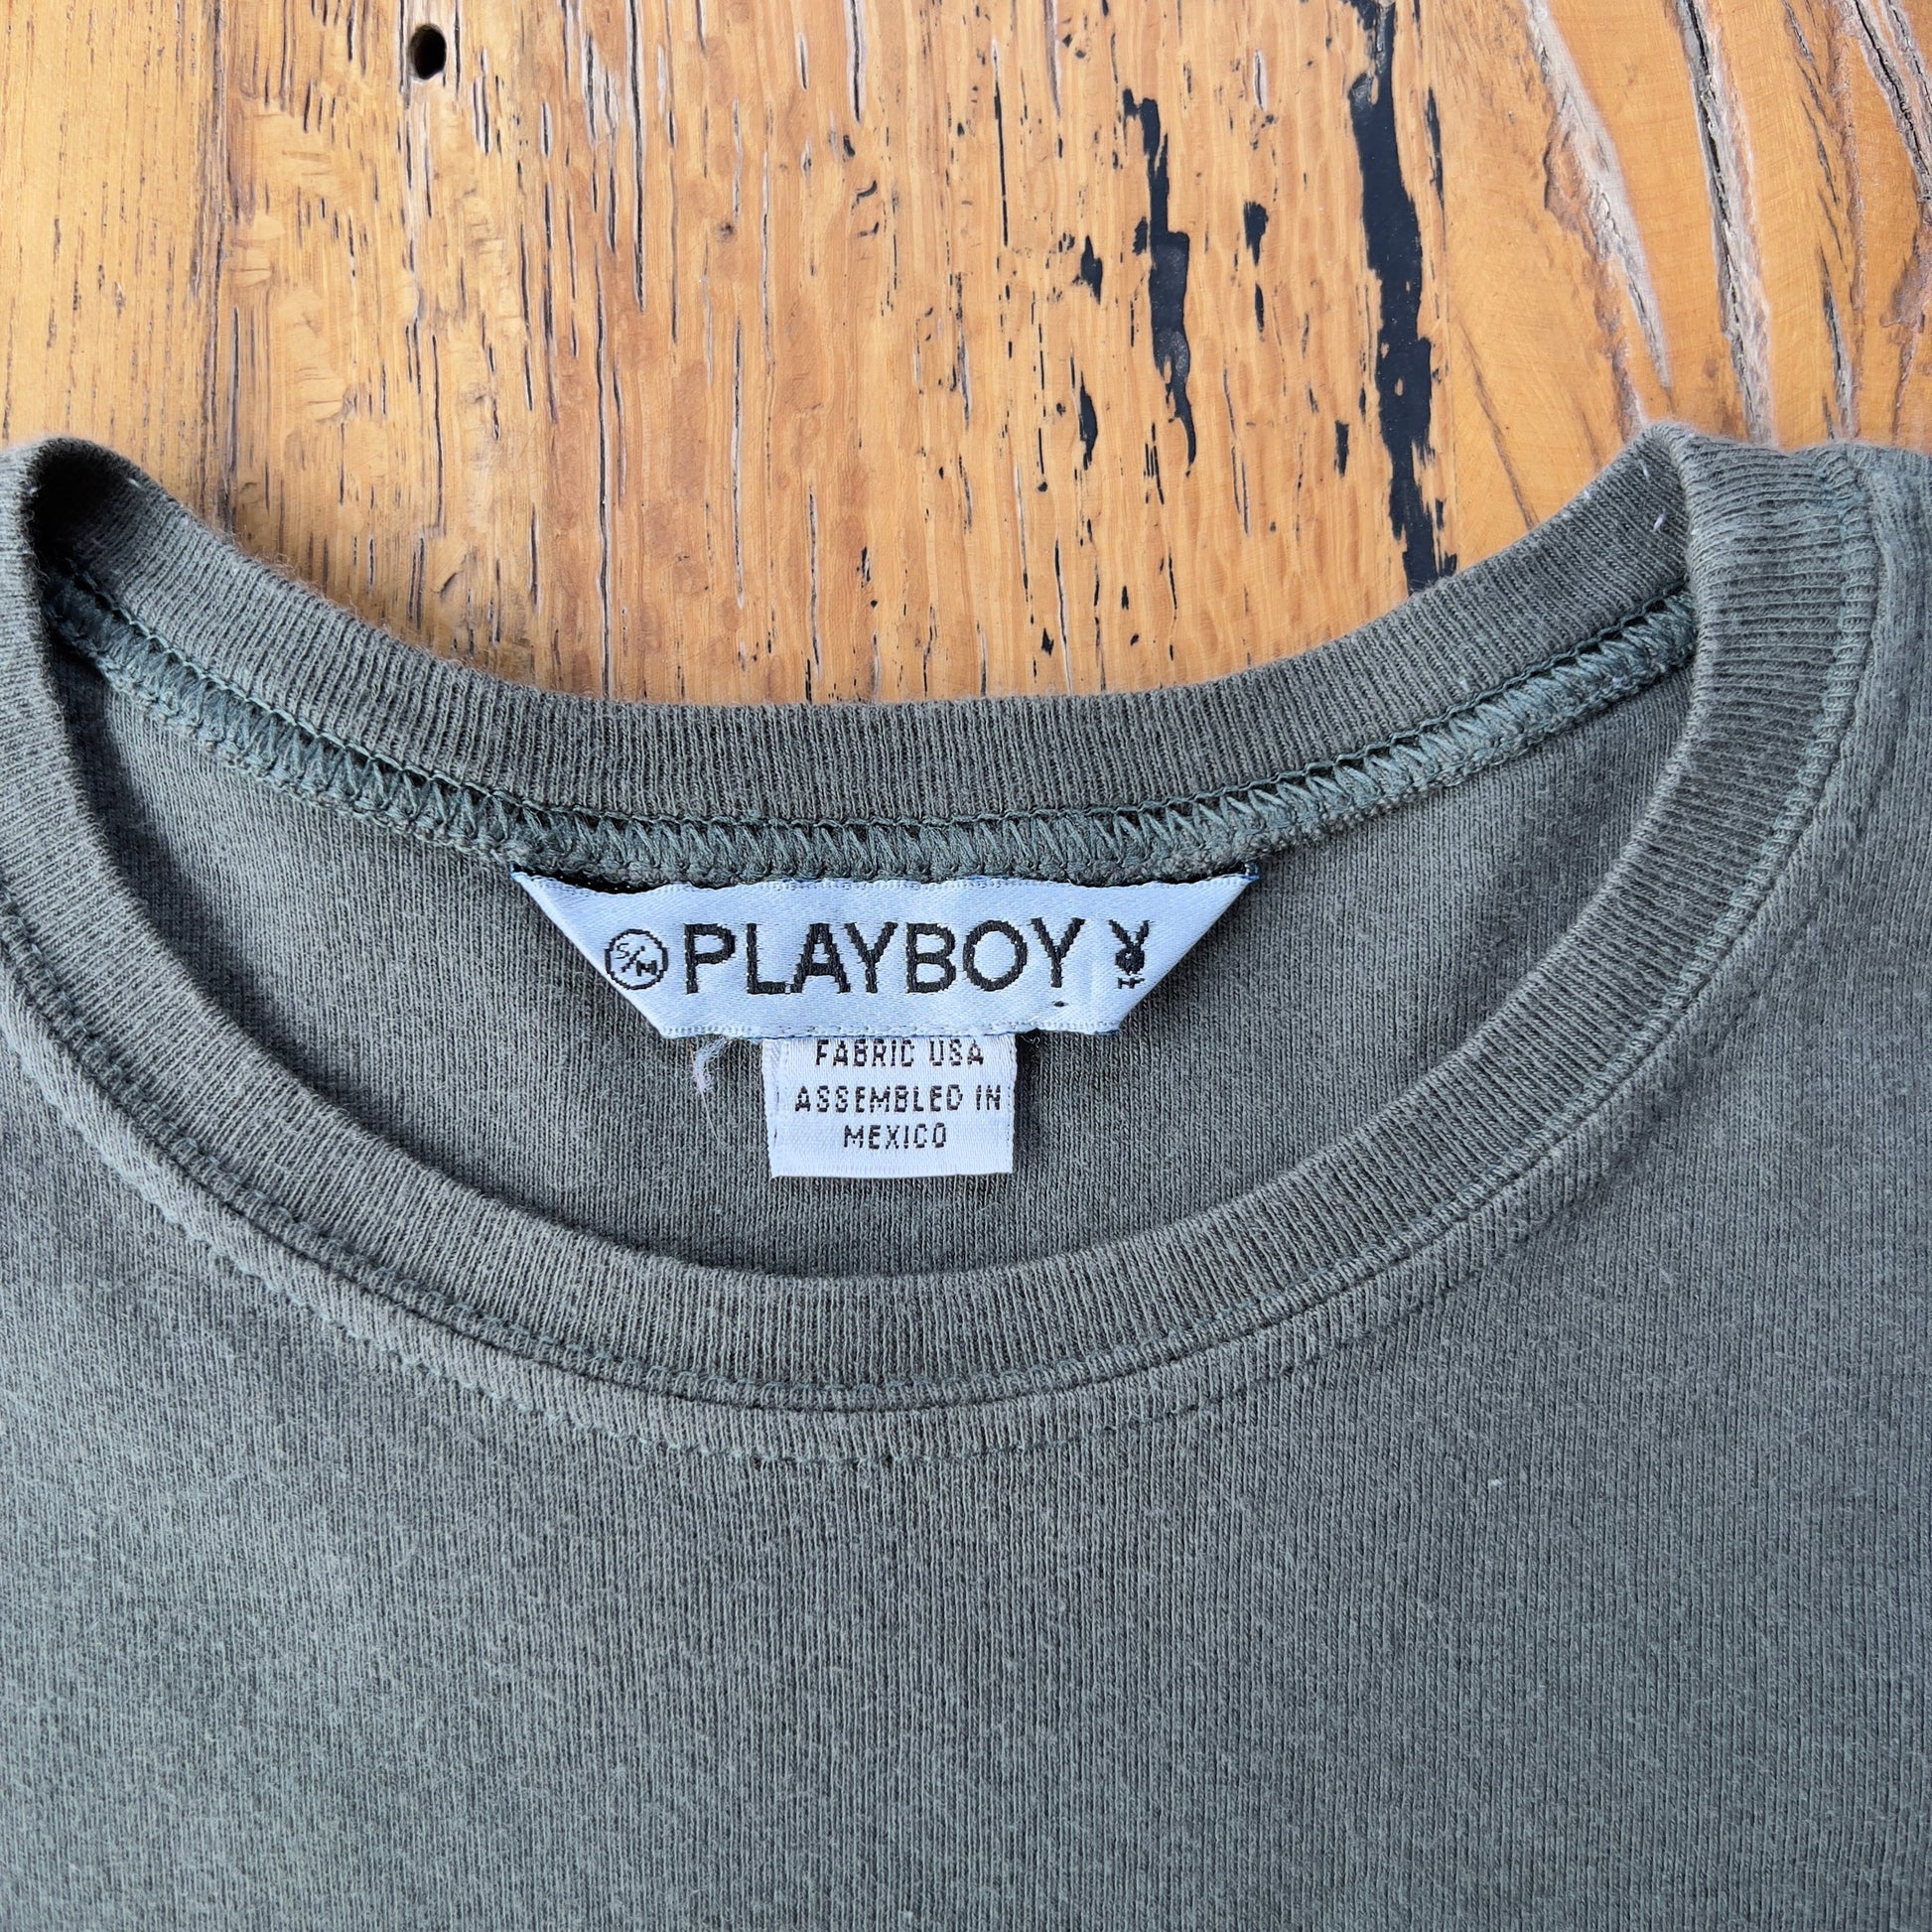 S/M PLAYBOY
FABRIC USA
ASSEMBLED IN
MEXICO